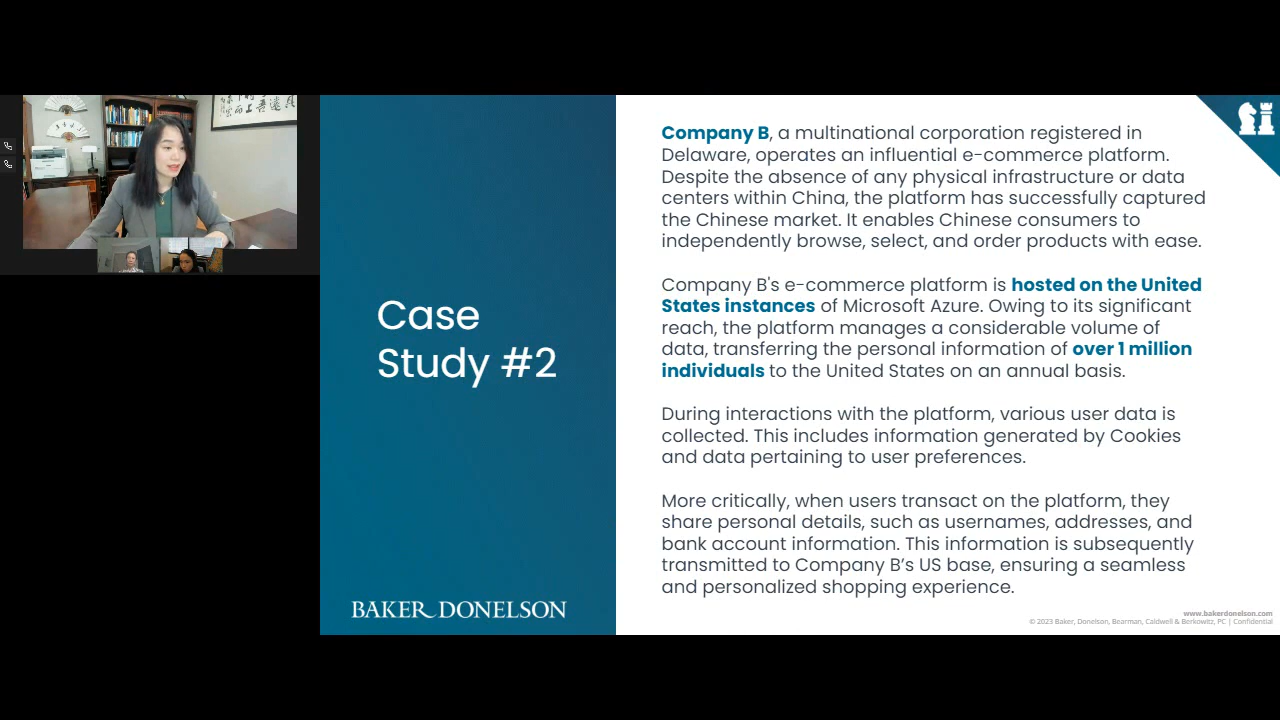 Case
Study #2
BAKER DONELSON
Company B, a multinational corporation registered in
Delaware, operates an influential e-commerce platform.
Despite the absence of any physical infrastructure or data
centers within China, the platform has successfully captured
the Chinese market. It enables Chinese consumers to
independently browse, select, and order products with ease.
Company B's e-commerce platform is hosted on the United
States instances of Microsoft Azure. Owing to its significant
reach, the platform manages a considerable volume of
data, transferring the personal information of over 1 million
individuals to the United States on an annual basis.
During interactions with the platform, various user data is
collected. This includes information generated by Cookies
and data pertaining to user preferences.
More critically, when users transact on the platform, they
share personal details, such as usernames, addresses, and
bank account information. This information is subsequently
transmitted to Company B’s US base, ensuring a seamless
and personalized shopping experience.
www.bakerdonelson.com
© 2023 Baker, Donelson, Bearman, Caldwell & Berkowitz, PC | Confidential